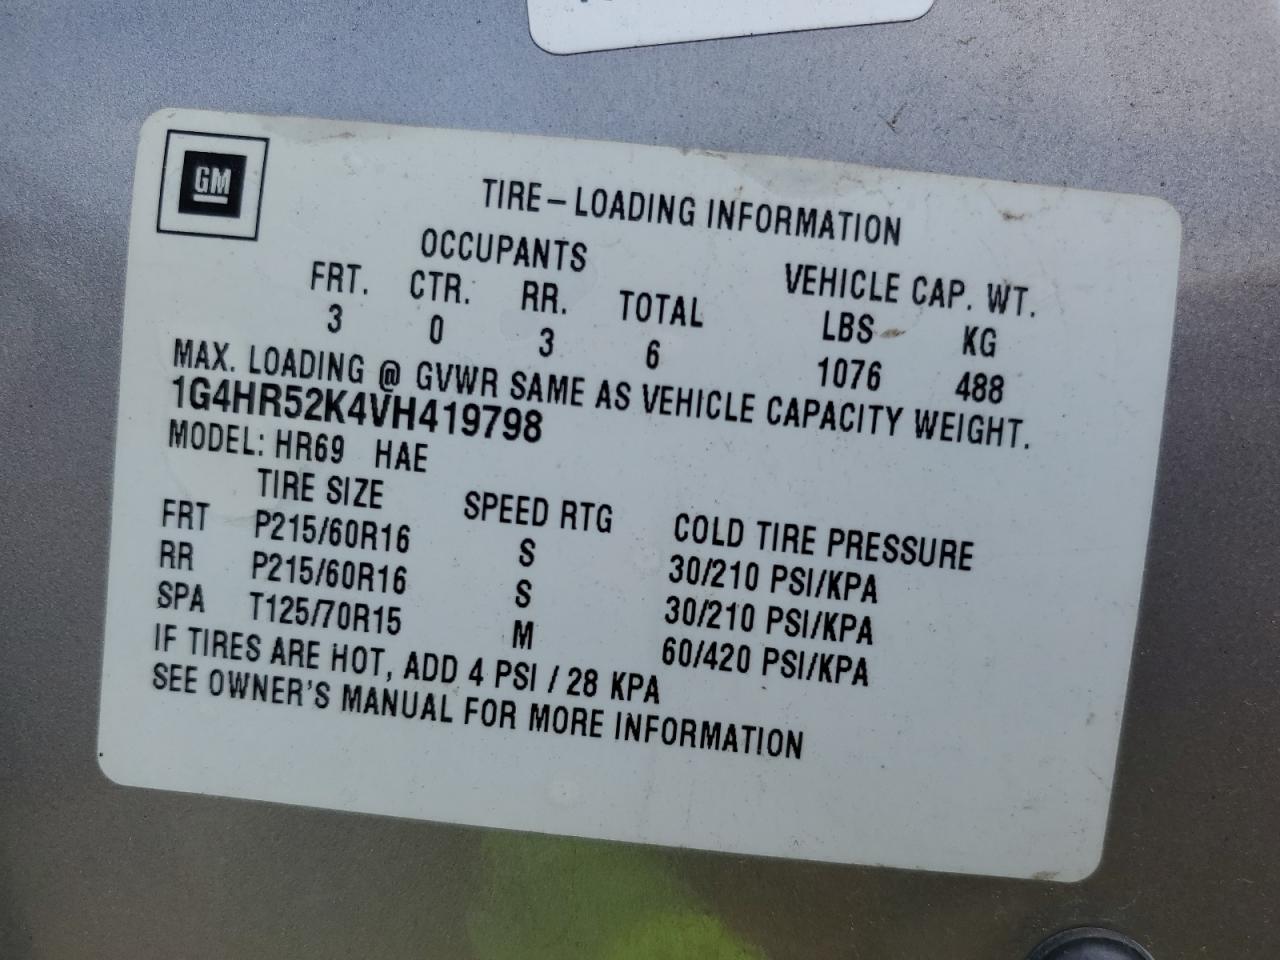 GM
TIRE-LOADING INFORMATION
OCCUPANTS VEHICLE CAP. WT.
FRT. CTR. RR. TOTAL LBS KG
3 0 3 6 1076 488
MAX. LOADING @ GVWR SAME AS VEHICLE CAPACITY WEIGHT.
1G4HR52K4VH419798
MODEL: HR69 HAE
TIRE SIZE SPEED RTG COLD TIRE PRESSURE
FRT P215/60R16 S 30/210 PSI/KPA
RR P215/60R16 S 30/210 PSI/KPA
SPA T125/70R15 M 60/420 PSI/KPA
IF TIRES ARE HOT, ADD 4 PSI / 28 KPA
SEE OWNER'S MANUAL FOR MORE INFORMATION